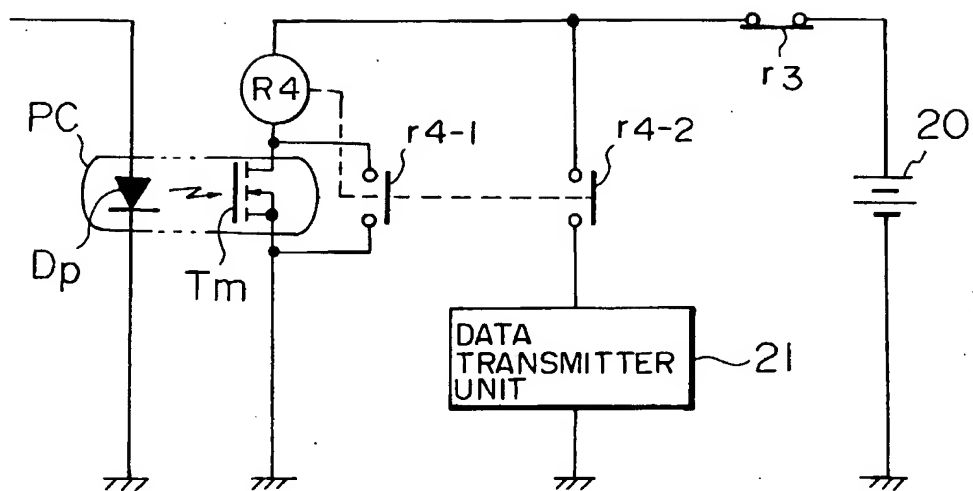 R4
r3
PC
r4-1
r4-2
20
Dp
Tm
DATA
TRANSMITTER
UNIT
21